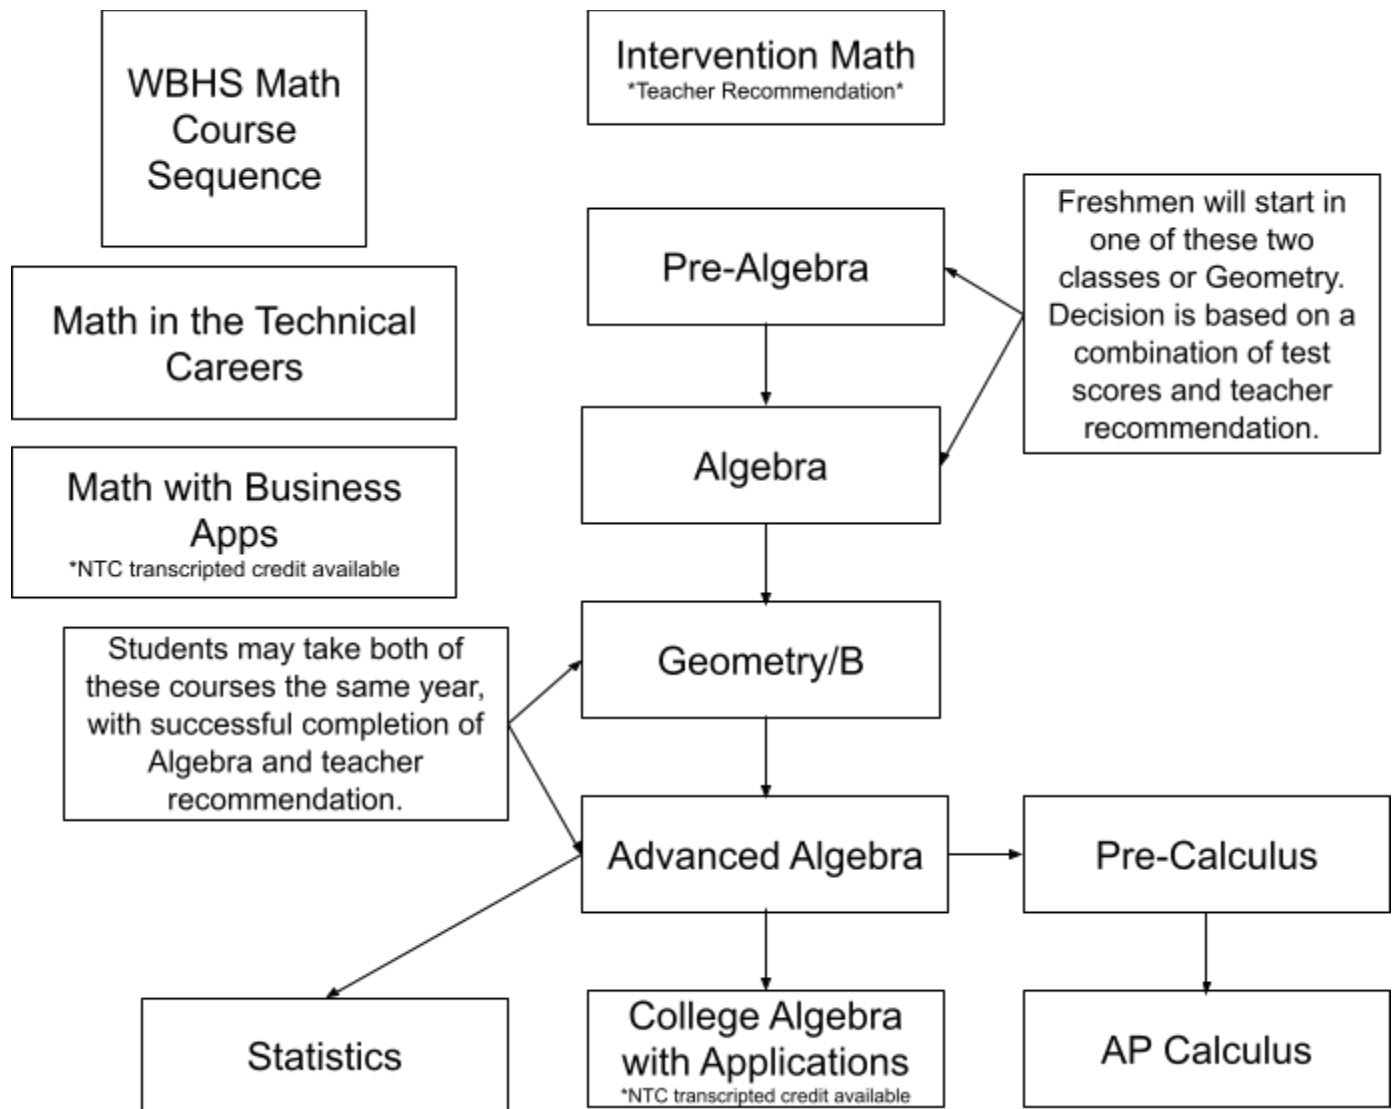 WBHS Math
Course
Sequence
Intervention Math
*Teacher Recommendation*
Math in the Technical
Careers
Math with Business
Apps
*NTC transcripted credit available
Pre-Algebra
Freshmen will start in
one of these two
classes or Geometry.
Decision is based on a
combination of test
scores and teacher
recommendation.
Algebra
Students may take both of
these courses the same year,
with successful completion of
Algebra and teacher
recommendation.
Geometry/B
Advanced Algebra
Pre-Calculus
Statistics
College Algebra
with Applications
*NTC transcripted credit available
AP Calculus